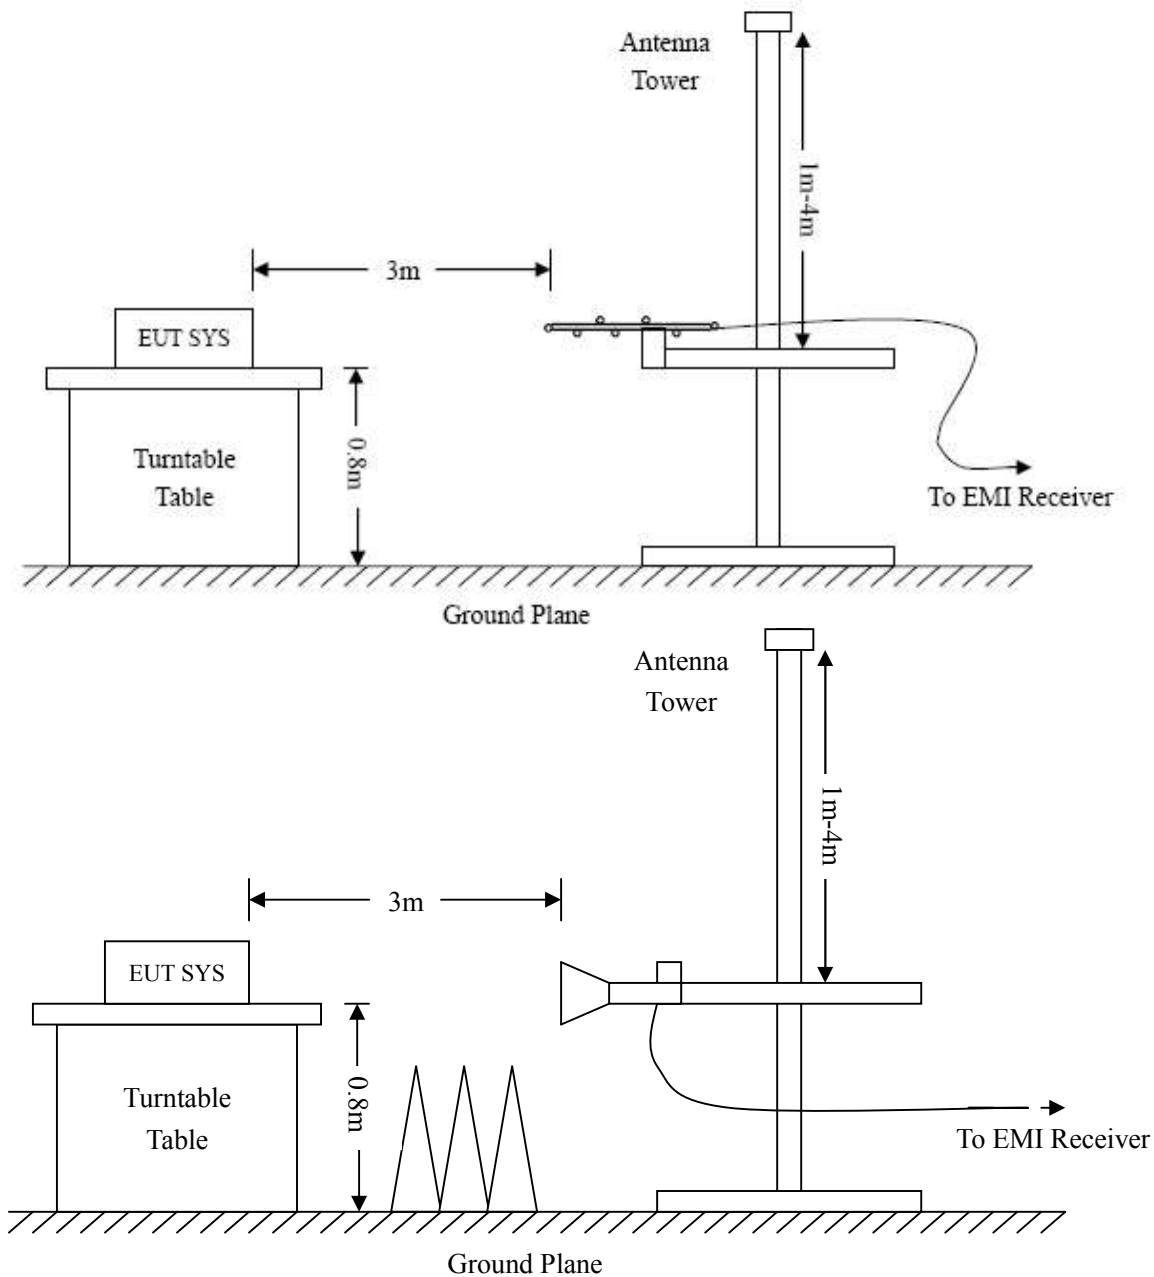 Antenna
Tower
1m-4m
3m
EUT SYS
0.8m
Turntable
Table
To EMI Receiver
Ground Plane
Antenna
Tower
1m-4m
3m
EUT SYS
0.8m
Turntable
Table
To EMI Receiver
Ground Plane